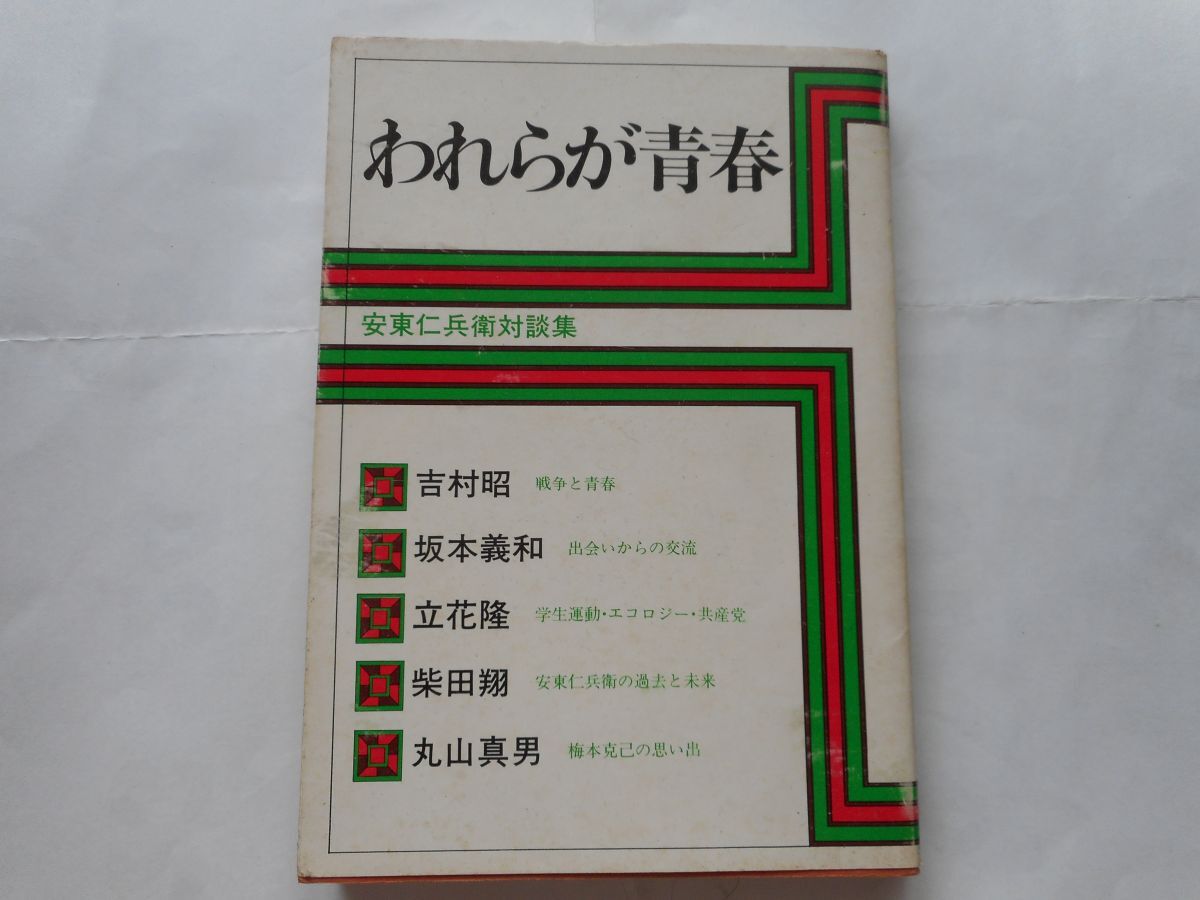 われらが青春
安東仁兵衛対談集
吉村昭 戦争と青春
坂本義和 出会いからの交流
立花隆 学生運動・エコロジー・共産党
柴田翔 安東仁兵衛の過去と未来
丸山真男 梅本克己の思い出